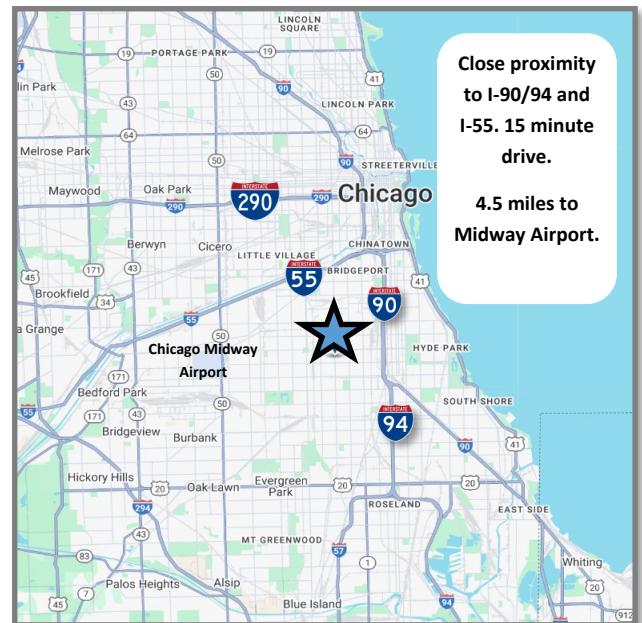 LINCOLN
SQUARE
19
PORTAGE PARK
19
50
41
lin Park
90
43
LINCOLN PARK
64
64
Melrose Park
50
90
STREETERVILLE
Maywood
Oak Park
INTERSTATE
290
290
Chicago
290
290
Berwyn
Cicero
LITTLE VILLAGE
CHINATOWN
INTERSTATE
55
BRIDGEPORT
41
45
171
43
Brookfield
34
INTERSTATE
90
55
a Grange
50
Chicago Midway
Airport
HYDE PARK
171
Bedford Park
50
SOUTH SHORE
55
171
Bridgeview
Burbank
INTERSTATE
94
90
41
Hickory Hills
20
Oak Lawn
Evergreen
Park
20
20
294
ROSELAND
EAST SIDE
43
MT GREENWOOD
57
1
83
Whiting
Palos Heights
Alsip
7
45
Blue Island
94
912
Close proximity
to I-90/94 and
I-55. 15 minute
drive.
4.5 miles to
Midway Airport.